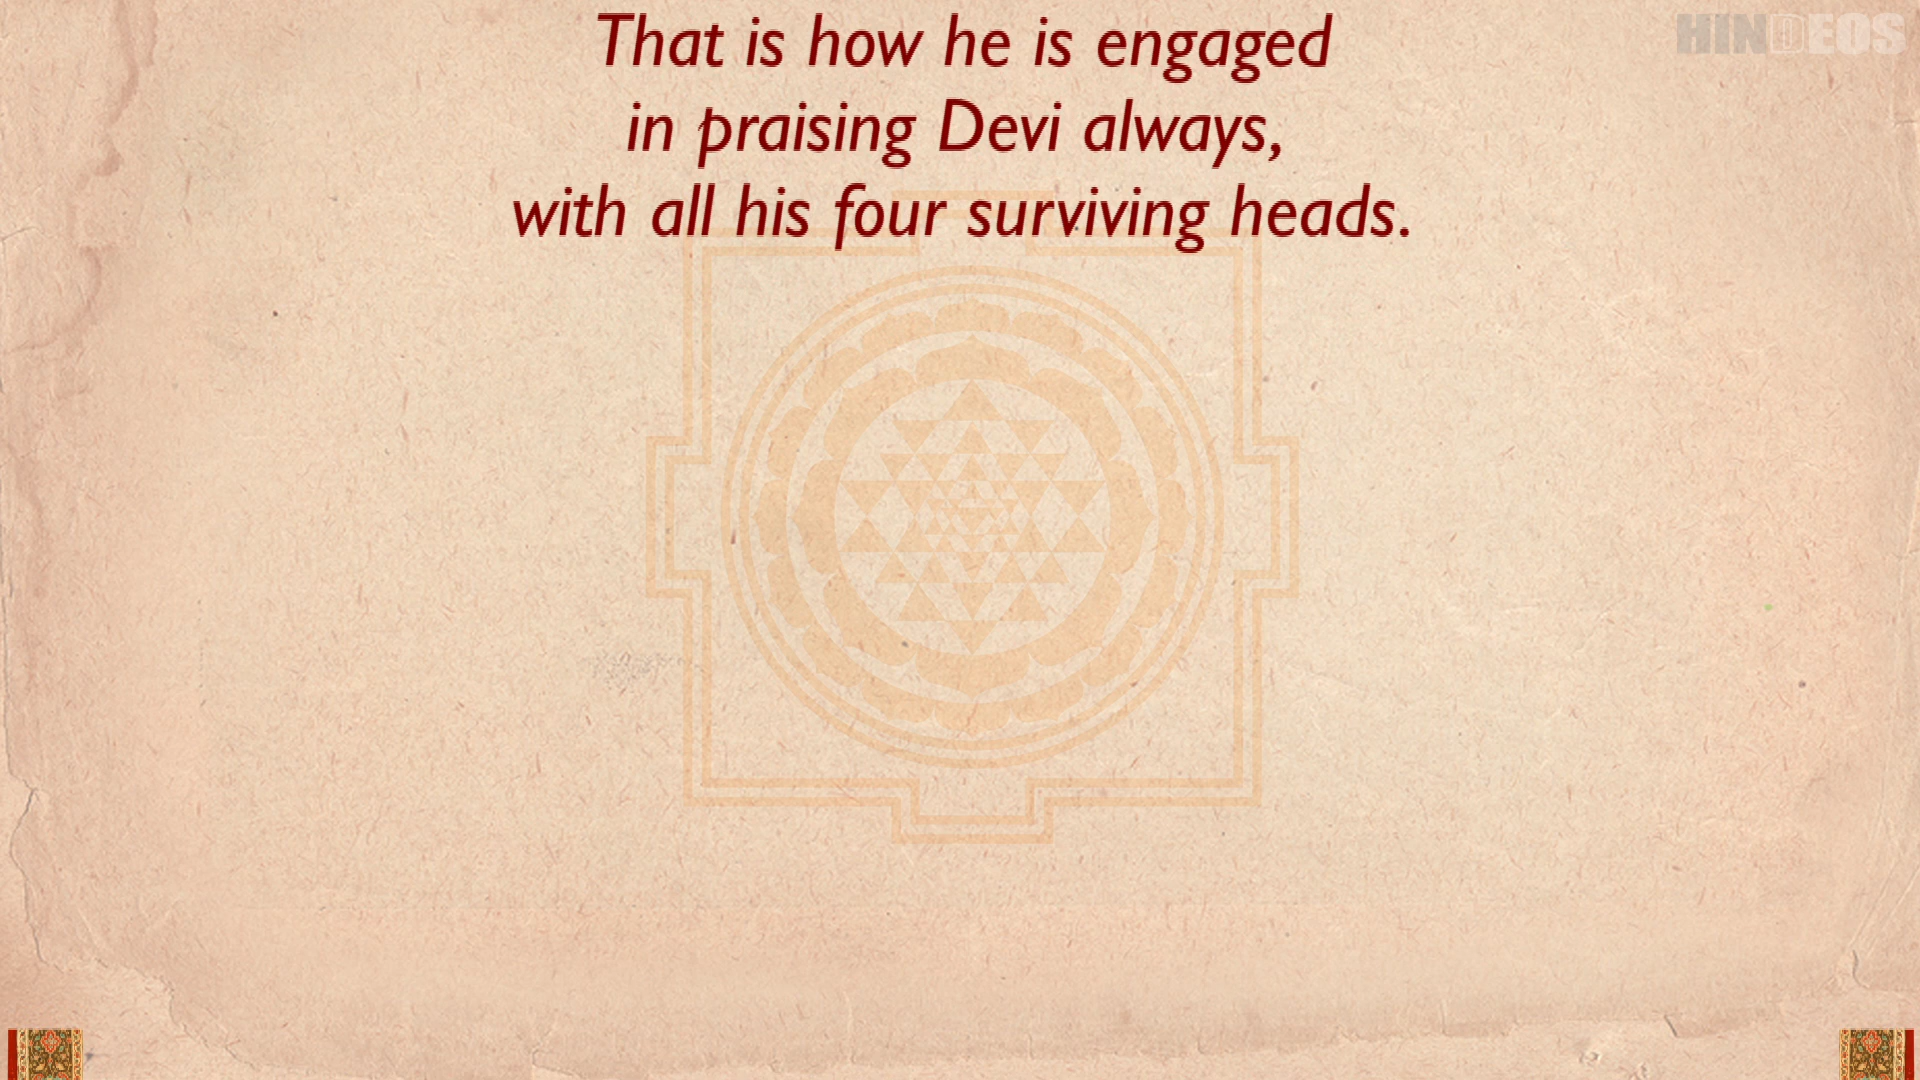 That is how he is engaged
in praising Devi always,
with all his four surviving heads.
HINDEOS